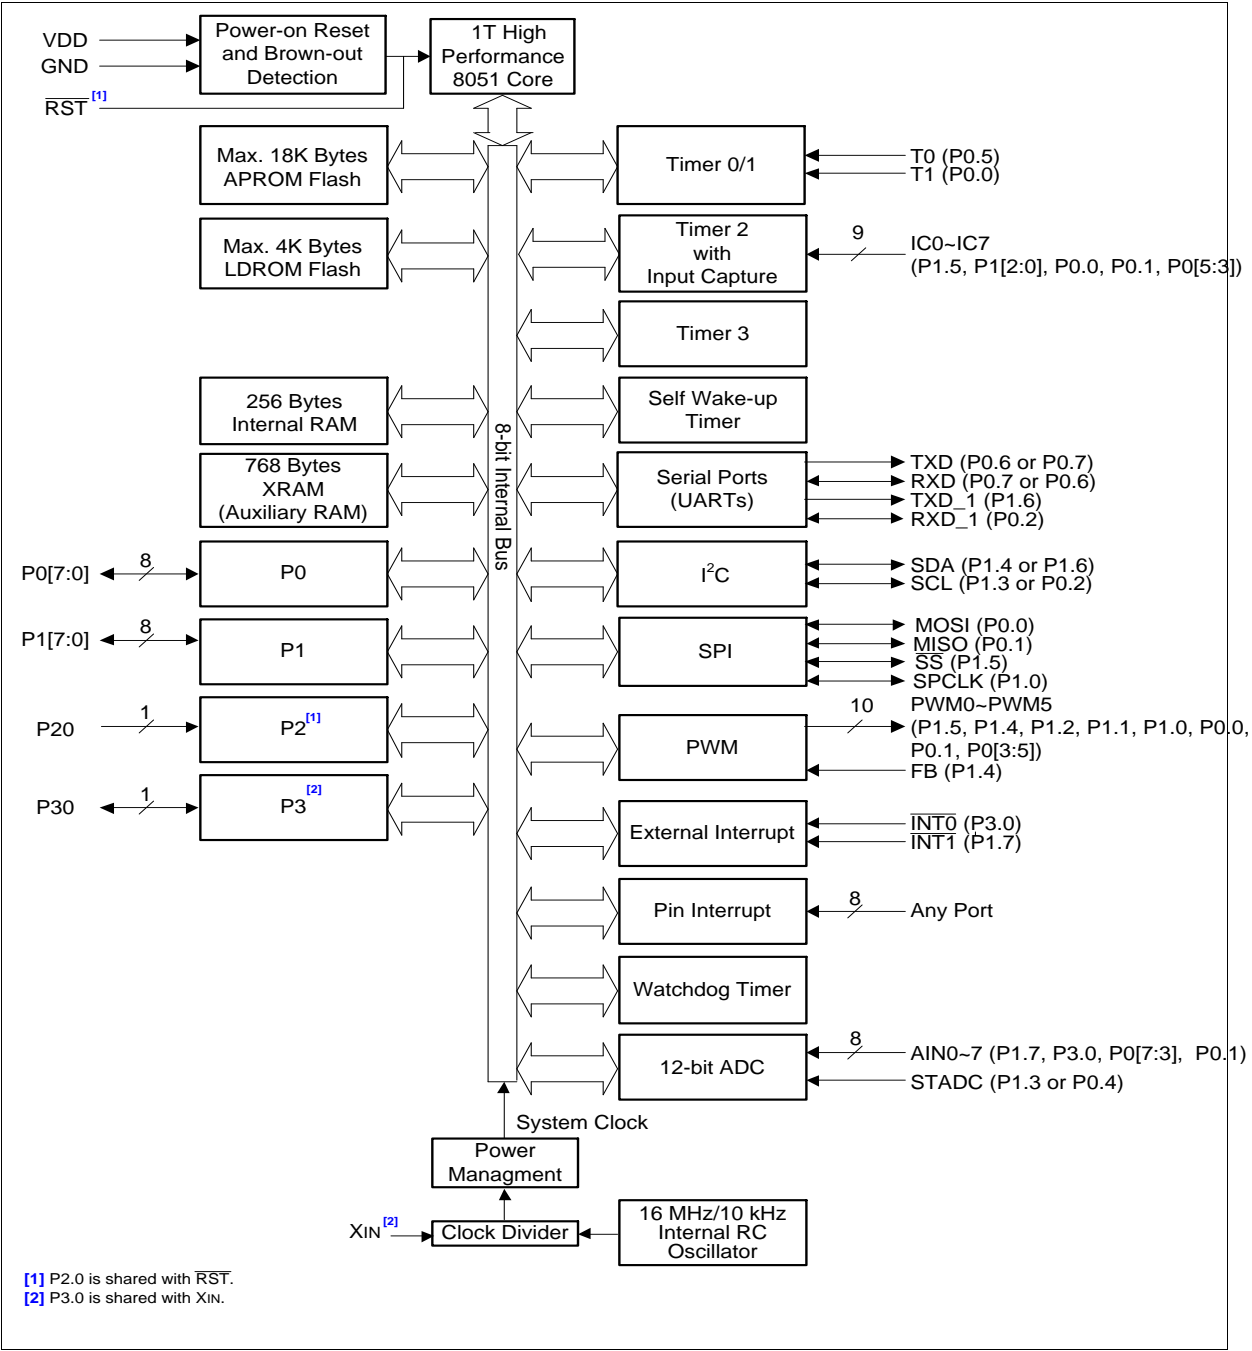 VDD
GND
RST [1]
Power-on Reset
and Brown-out
Detection
1T High
Performance
8051 Core
Max. 18K Bytes
APROM Flash
Max. 4K Bytes
LDROM Flash
256 Bytes
Internal RAM
768 Bytes
XRAM
(Auxiliary RAM)
P0[7:0]
8
P0
P1[7:0]
8
P1
P20
1
P2[1]
P30
1
P3[2]
8-bit Internal Bus
Timer 0/1
T0 (P0.5)
T1 (P0.0)
Timer 2
with
Input Capture
9
IC0~IC7
(P1.5, P1[2:0], P0.0, P0.1, P0[5:3])
Timer 3
Self Wake-up
Timer
Serial Ports
(UARTs)
TXD (P0.6 or P0.7)
RXD (P0.7 or P0.6)
TXD_1 (P1.6)
RXD_1 (P0.2)
I2C
SDA (P1.4 or P1.6)
SCL (P1.3 or P0.2)
SPI
MOSI (P0.0)
MISO (P0.1)
SS (P1.5)
SPCLK (P1.0)
PWM
10
PWM0~PWM5
(P1.5, P1.4, P1.2, P1.1, P1.0, P0.0,
P0.1, P0[3:5])
FB (P1.4)
External Interrupt
INT0 (P3.0)
INT1 (P1.7)
Pin Interrupt
8
Any Port
Watchdog Timer
12-bit ADC
8
AIN0~7 (P1.7, P3.0, P0[7:3], P0.1)
STADC (P1.3 or P0.4)
System Clock
Power
Managment
XIN [2]
Clock Divider
16 MHz/10 kHz
Internal RC
Oscillator
[1] P2.0 is shared with RST.
[2] P3.0 is shared with XIN.